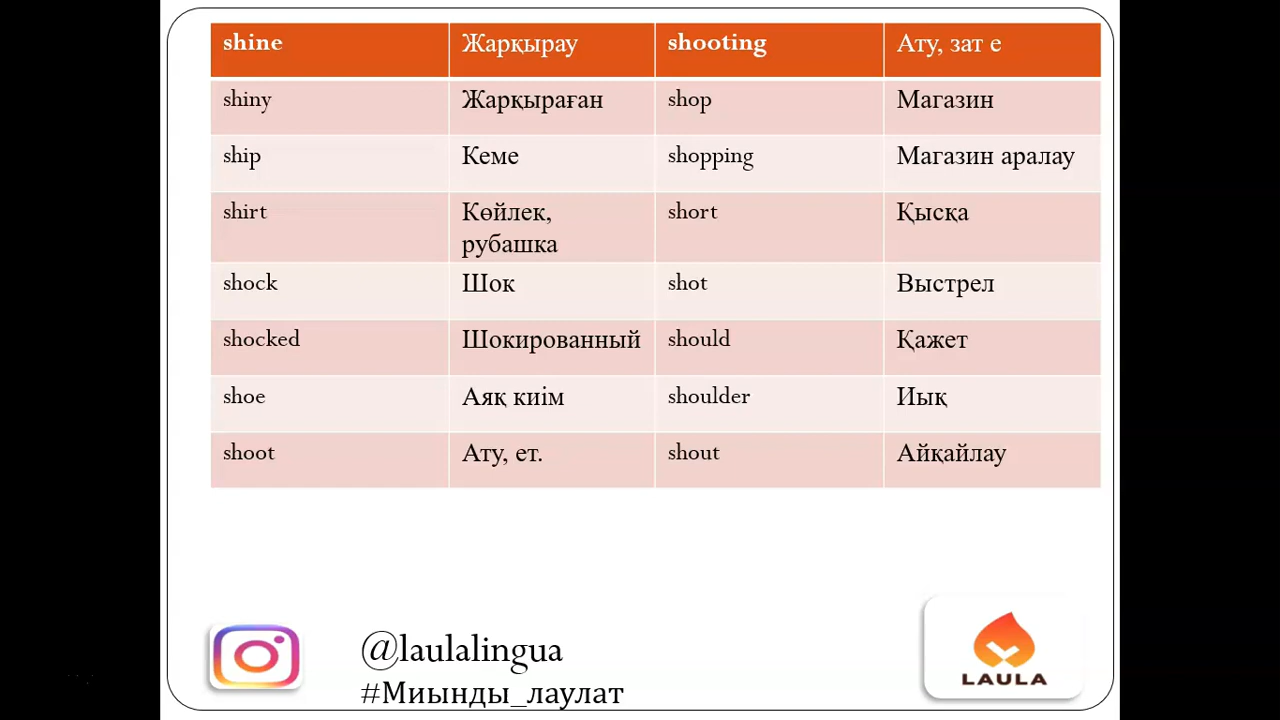 shine Жарқырау shooting Ату, зат е
shiny Жарқыраған shop Магазин
ship Кеме shopping Магазин аралау
shirt Көйлек, рубашка short Қысқа
shock Шок shot Выстрел
shocked Шокированный should Қажет
shoe Аяқ киім shoulder Иық
shoot Ату, ет. shout Айқайлау
@laulalingua
#Миынды_лаулат
LAULA